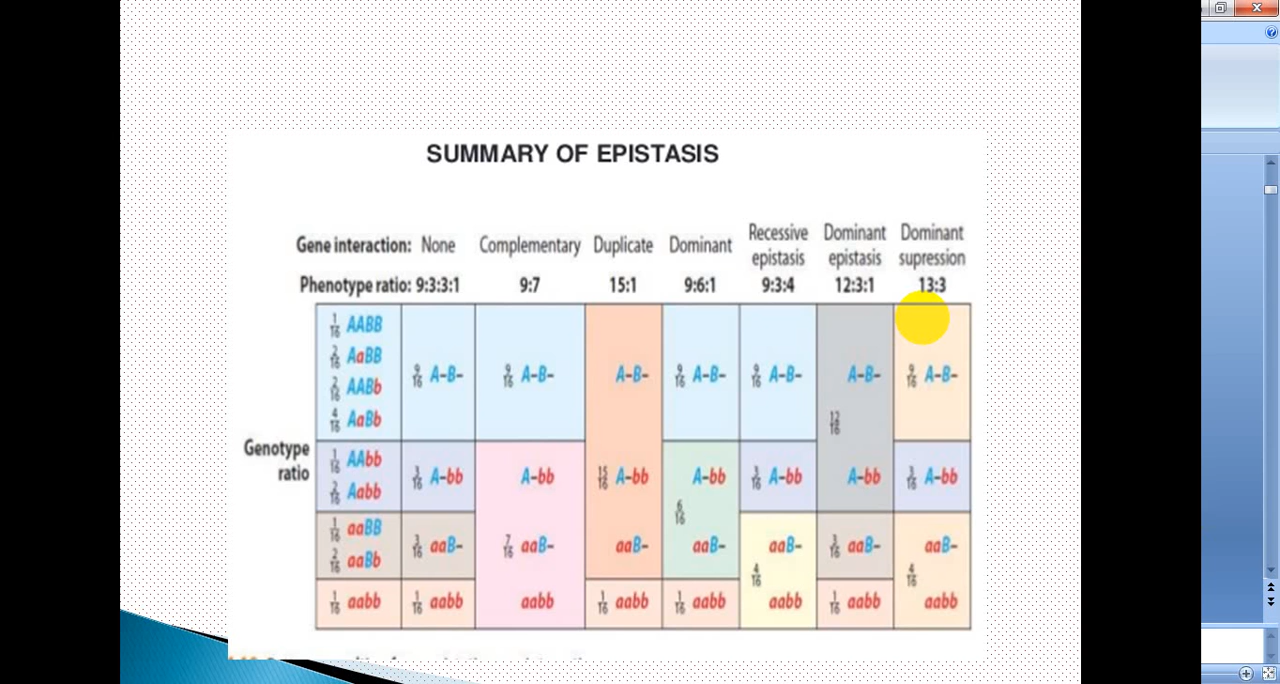 SUMMARY OF EPISTASIS
Gene interaction: None Complementary Duplicate Dominant Recessive epistasis Dominant epistasis Dominant supression
Phenotype ratio: 9:3:3:1 9:7 15:1 9:6:1 9:3:4 12:3:1 13:3
Genotype ratio
1/16 AABB
2/16 AaBB
2/16 AABb
4/16 AaBb
9/16 A–B– 9/16 A–B– A–B– 9/16 A–B– 9/16 A–B– A–B– 9/16 A–B–
12/16
1/16 AAbb
2/16 Aabb
3/16 A–bb A–bb 15/16 A–bb A–bb 3/16 A–bb A–bb 3/16 A–bb
6/16
1/16 aaBB
2/16 aaBb
3/16 aaB– 7/16 aaB– aaB– aaB– aaB– 3/16 aaB– aaB–
4/16 4/16
1/16 aabb 1/16 aabb aabb 1/16 aabb 1/16 aabb aabb 1/16 aabb aabb